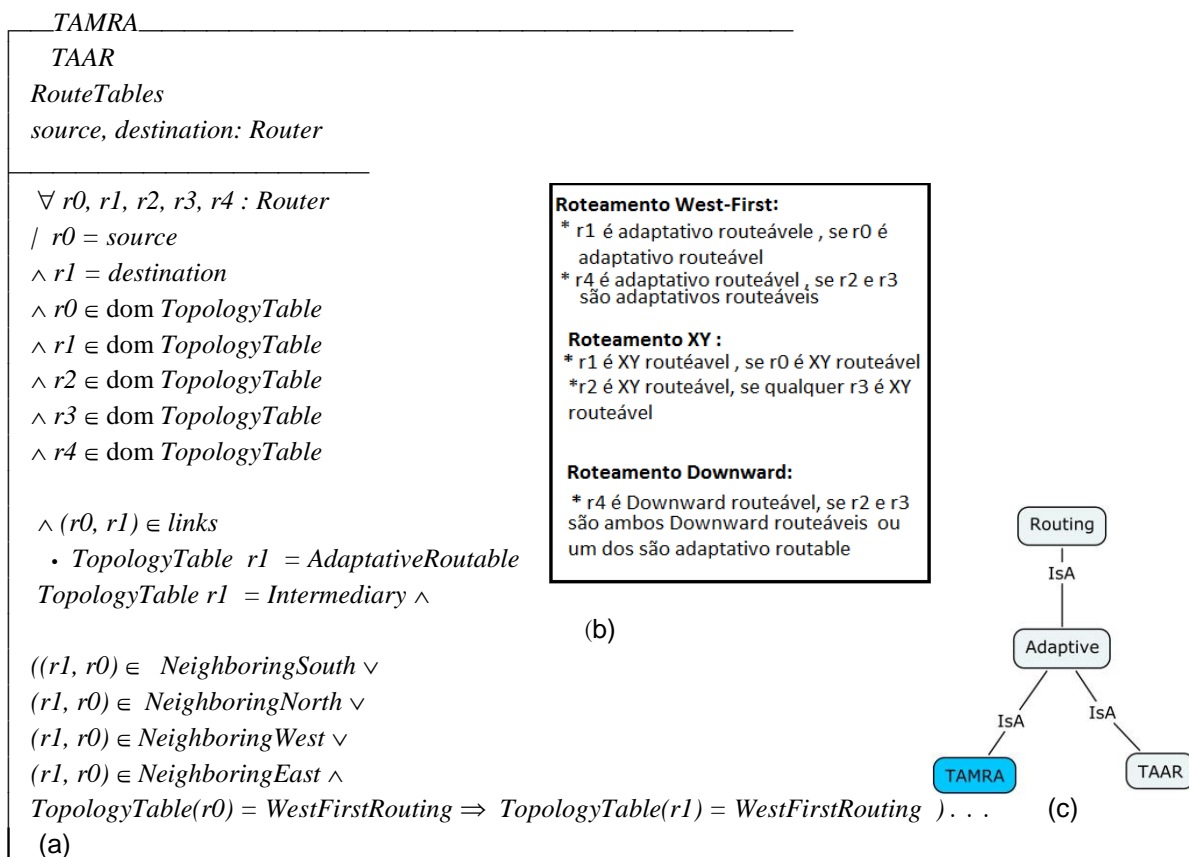 TAMRA
TAAR
RouteTables
source, destination: Router
∀ r0, r1, r2, r3, r4 : Router
| r0 = source
∧ r1 = destination
∧ r0 ∈ dom TopologyTable
∧ r1 ∈ dom TopologyTable
∧ r2 ∈ dom TopologyTable
∧ r3 ∈ dom TopologyTable
∧ r4 ∈ dom TopologyTable
∧ (r0, r1) ∈ links
• TopologyTable r1 = AdaptativeRoutable
TopologyTable r1 = Intermediary ∧
((r1, r0) ∈ NeighboringSouth ∨
(r1, r0) ∈ NeighboringNorth ∨
(r1, r0) ∈ NeighboringWest ∨
(r1, r0) ∈ NeighboringEast ∧
TopologyTable(r0) = WestFirstRouting ⇒ TopologyTable(r1) = WestFirstRouting ) . . .
(a)
Roteamento West-First:
* r1 é adaptativo routeávele , se r0 é
adaptativo routeável
* r4 é adaptativo routeável , se r2 e r3
são adaptativos routeáveis
Roteamento XY :
* r1 é XY routéavel , se r0 é XY routeável
*r2 é XY routeável, se qualquer r3 é XY
routeável
Roteamento Downward:
* r4 é Downward routeável, se r2 e r3
são ambos Downward routeáveis ou
um dos são adaptativo routable
(b)
Routing
IsA
Adaptive
IsA
IsA
TAMRA
TAAR
(c)